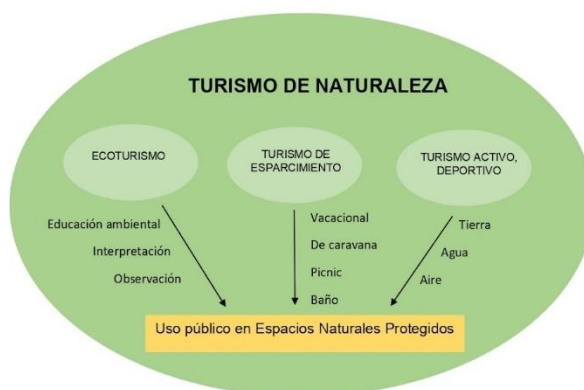 TURISMO DE NATURALEZA
ECOTURISMO
TURISMO DE
ESPARCIMIENTO
TURISMO ACTIVO,
DEPORTIVO
Educación ambiental
Interpretación
Observación
Vacacional
De caravana
Picnic
Baño
Tierra
Agua
Aire
Uso público en Espacios Naturales Protegidos